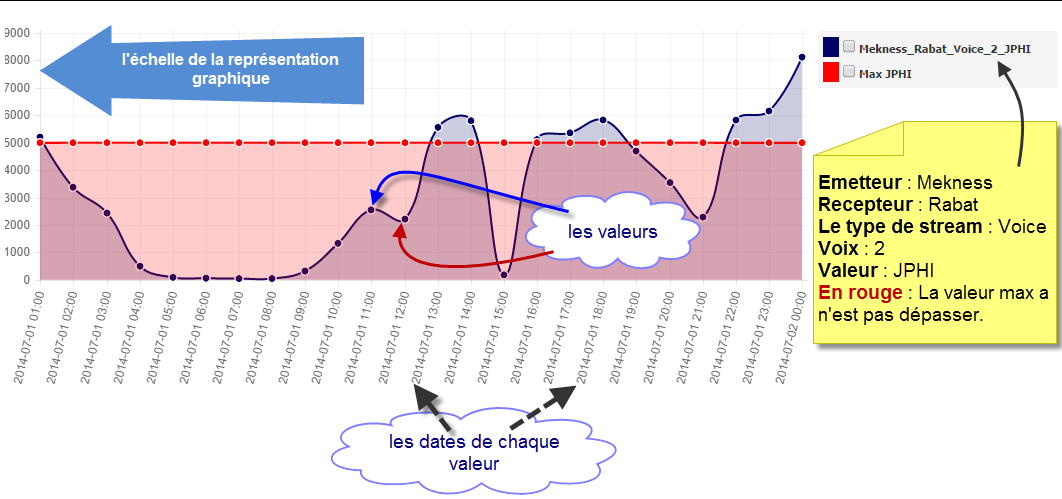 9000
8000
7000
6000
5000
4000
3000
2000
1000
0
l'échelle de la représentation
graphique
les valeurs
2014-07-01 01:00
2014-07-01 02:00
2014-07-01 03:00
2014-07-01 04:00
2014-07-01 05:00
2014-07-01 06:00
2014-07-01 07:00
2014-07-01 08:00
2014-07-01 09:00
2014-07-01 10:00
2014-07-01 11:00
2014-07-01 12:00
2014-07-01 13:00
2014-07-01 14:00
2014-07-01 15:00
2014-07-01 16:00
2014-07-01 17:00
2014-07-01 18:00
2014-07-01 19:00
2014-07-01 20:00
2014-07-01 21:00
2014-07-01 22:00
2014-07-01 23:00
2014-07-02 00:00
les dates de chaque
valeur
Mekness_Rabat_Voice_2_JPHI
Max JPHI
Emetteur : Mekness
Recepteur : Rabat
Le type de stream : Voice
Voix : 2
Valeur : JPHI
En rouge : La valeur max a
n'est pas dépasser.